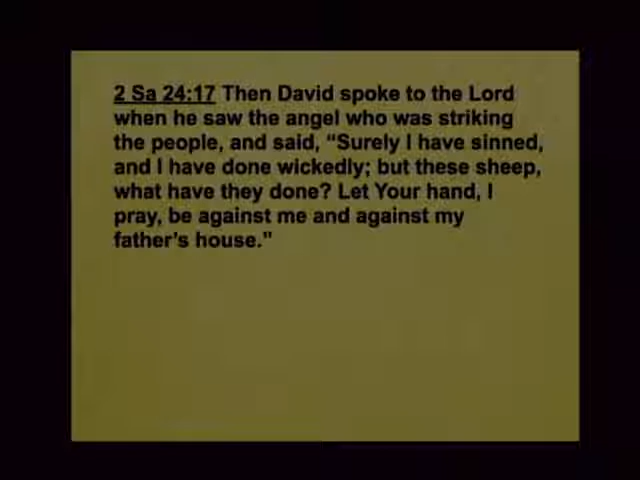 2 Sa 24:17 Then David spoke to the Lord
when he saw the angel who was striking
the people, and said, “Surely I have sinned,
and I have done wickedly; but these sheep,
what have they done? Let Your hand, I
pray, be against me and against my
father’s house.”